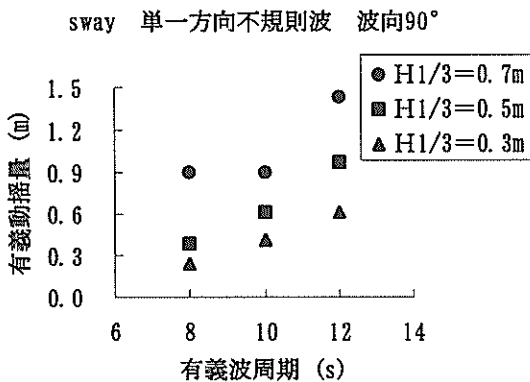 sway 単一方向不規則波 波向90°
● H1/3=0.7m
■ H1/3=0.5m
▲ H1/3=0.3m
有義動揺量 (m)
1.5
1.2
0.9
0.6
0.3
0.0
6 8 10 12 14
有義波周期 (s)